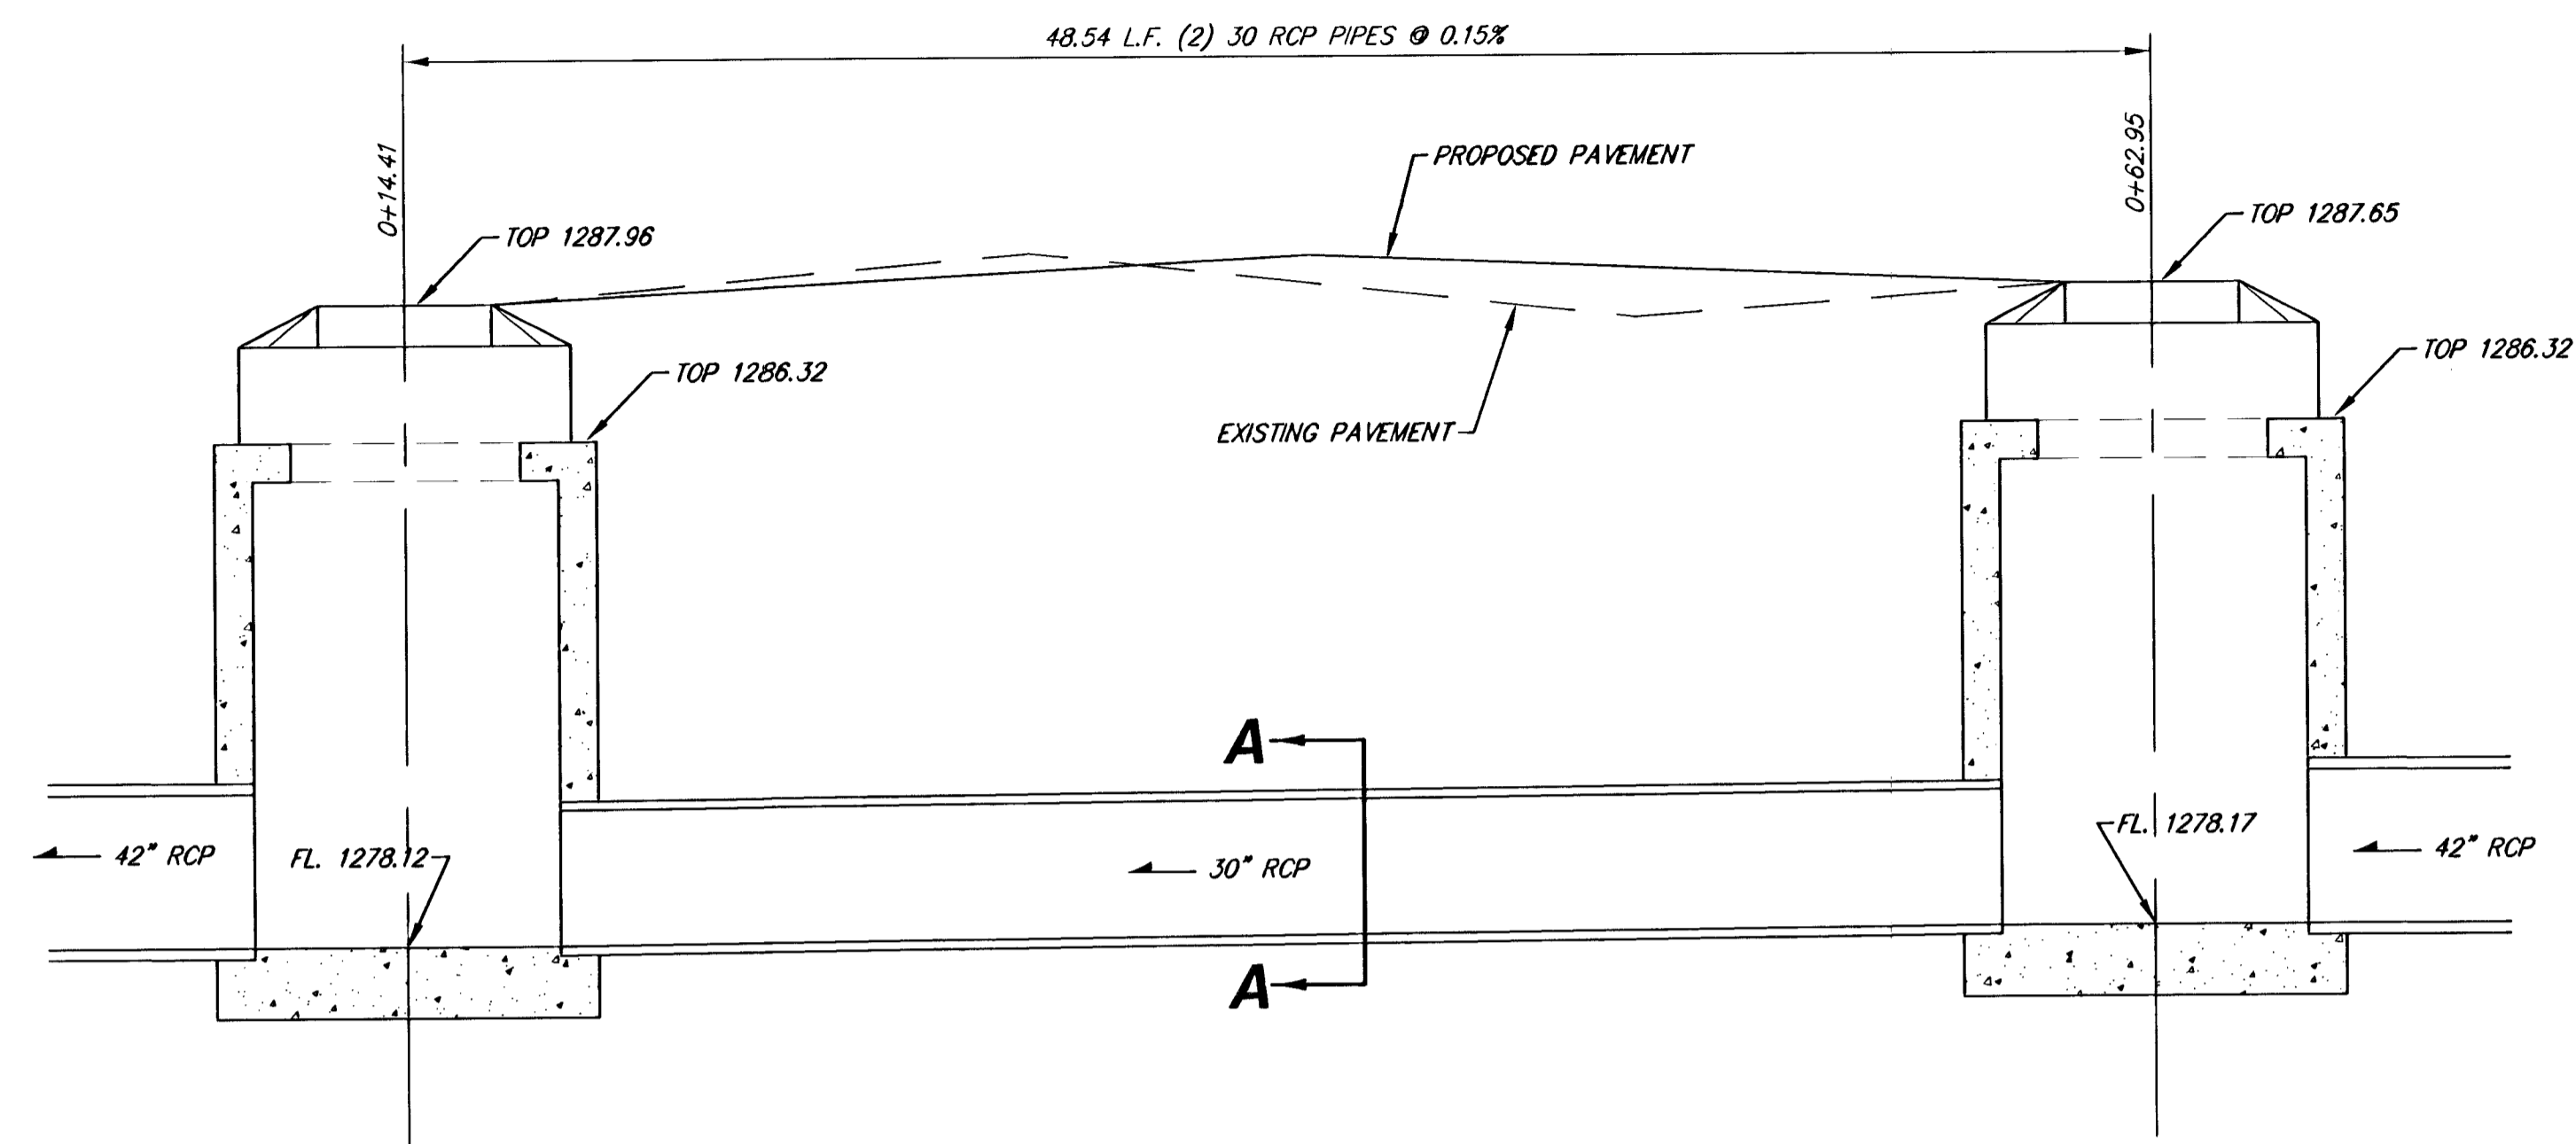 48.54 L.F. (2) 30 RCP PIPES @ 0.15%
0+14.41
0+62.95
PROPOSED PAVEMENT
TOP 1287.96
TOP 1287.65
TOP 1286.32
TOP 1286.32
EXISTING PAVEMENT
A
42" RCP
FL. 1278.12
30" RCP
FL. 1278.17
42" RCP
A